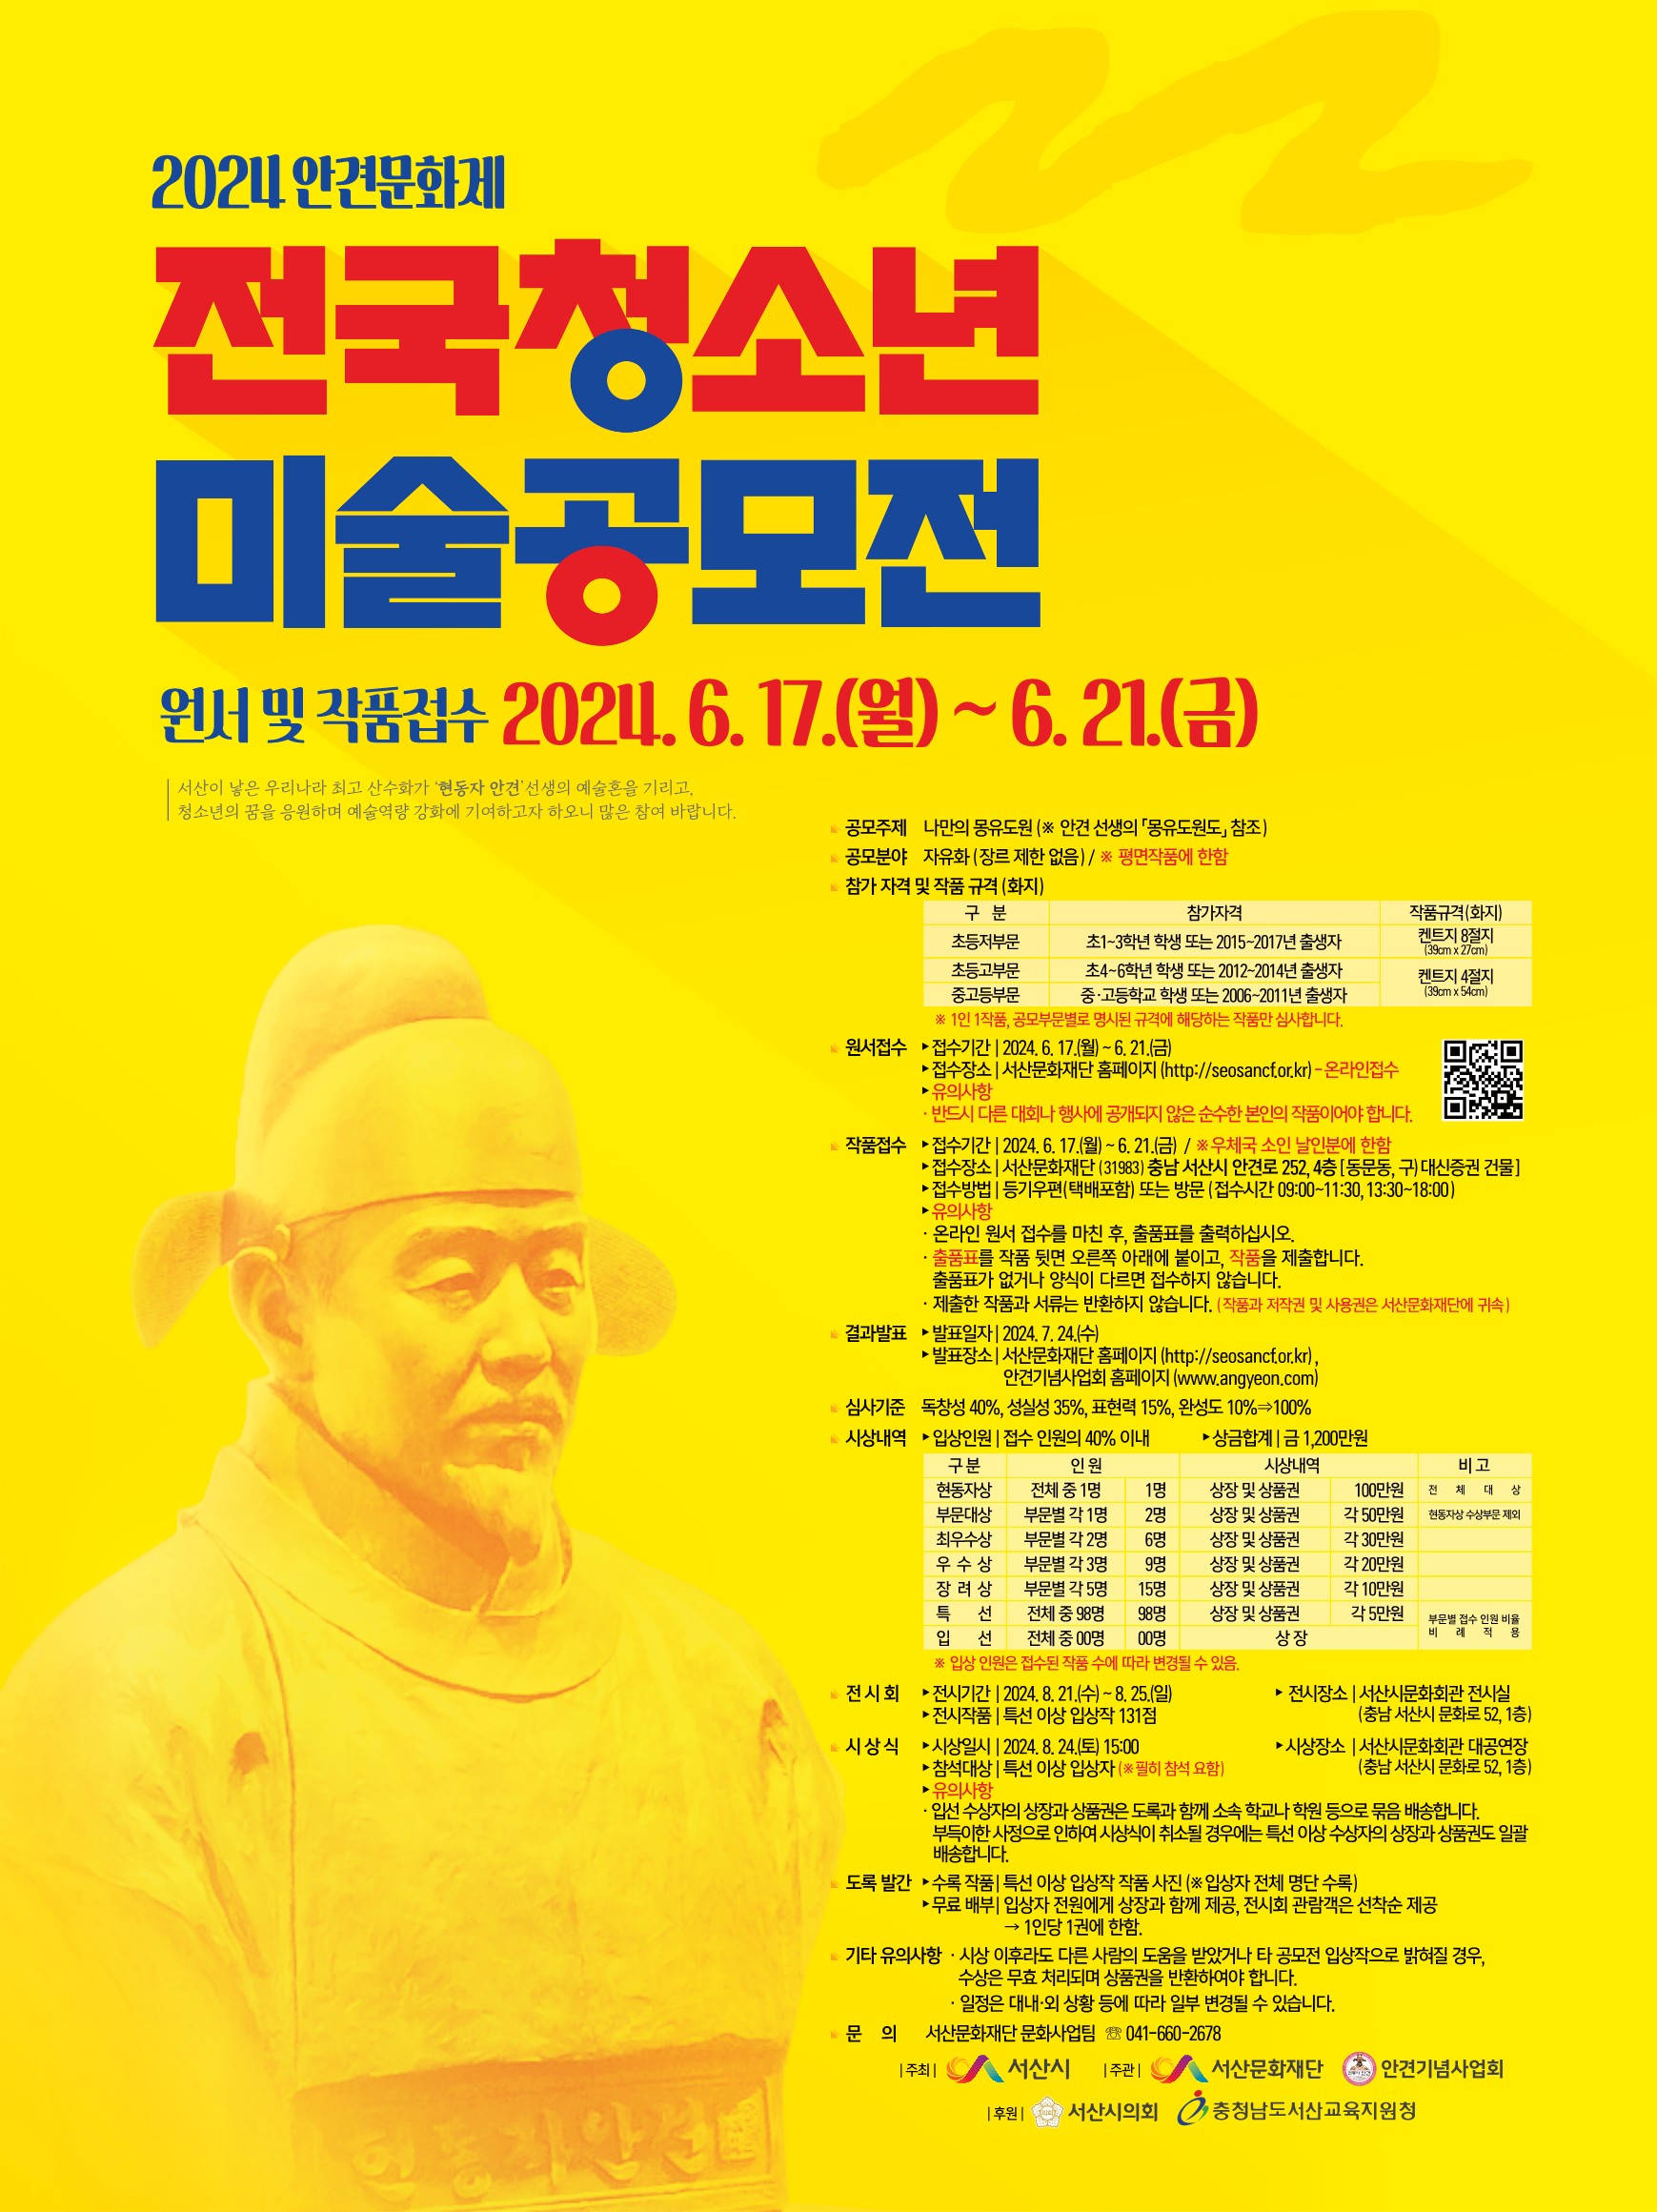 2024 안견문화제
전국청소년
미술공모전
원서 및 작품접수 2024. 6. 17.(월) ~ 6. 21.(금)
서산이 낳은 우리나라 최고 산수화가 ‘현동자 안견’선생의 예술혼을 기리고,
청소년의 꿈을 응원하며 예술역량 강화에 기여하고자 하오니 많은 참여 바랍니다.
공모주제 나만의 몽유도원 (※ 안견 선생의 「몽유도원도」 참조)
공모분야 자유화 (장르 제한 없음) / ※ 평면작품에 한함
참가 자격 및 작품 규격 (화지)
구 분 참가자격 작품규격(화지)
초등저부문 초1~3학년 학생 또는 2015~2017년 출생자 켄트지 8절지
(39cm x 27cm)
초등고부문 초4~6학년 학생 또는 2012~2014년 출생자 켄트지 4절지
(39cm x 54cm)
중고등부문 중·고등학교 학생 또는 2006~2011년 출생자
※ 1인 1작품, 공모부문별로 명시된 규격에 해당하는 작품만 심사합니다.
원서접수 ▶접수기간 | 2024. 6. 17.(월) ~ 6. 21.(금)
▶접수장소 | 서산문화재단 홈페이지 (http://seosancf.or.kr) - 온라인접수
▶유의사항
· 반드시 다른 대회나 행사에 공개되지 않은 순수한 본인의 작품이어야 합니다.
작품접수 ▶접수기간 | 2024. 6. 17.(월) ~ 6. 21.(금) / ※우체국 소인 날인분에 한함
▶접수장소 | 서산문화재단 (31983) 충남 서산시 안견로 252, 4층 [동문동, 구) 대신증권 건물]
▶접수방법 | 등기우편(택배포함) 또는 방문 (접수시간 09:00~11:30, 13:30~18:00)
▶유의사항
· 온라인 원서 접수를 마친 후, 출품표를 출력하십시오.
· 출품표를 작품 뒷면 오른쪽 아래에 붙이고, 작품을 제출합니다.
출품표가 없거나 양식이 다르면 접수하지 않습니다.
· 제출한 작품과 서류는 반환하지 않습니다. (작품과 저작권 및 사용권은 서산문화재단에 귀속)
결과발표 ▶발표일자 | 2024. 7. 24.(수)
▶발표장소 | 서산문화재단 홈페이지 (http://seosancf.or.kr) ,
안견기념사업회 홈페이지 (www.angyeon.com)
심사기준 독창성 40%, 성실성 35%, 표현력 15%, 완성도 10%⇒100%
시상내역 ▶입상인원 | 접수 인원의 40% 이내 ▶상금합계 | 금 1,200만원
구 분 인 원 시상내역 비 고
현동자상 전체 중 1명 1명 상장 및 상품권 100만원 전 체 대 상
부문대상 부문별 각 1명 2명 상장 및 상품권 각 50만원 현동자상 수상부문 제외
최우수상 부문별 각 2명 6명 상장 및 상품권 각 30만원
우 수 상 부문별 각 3명 9명 상장 및 상품권 각 20만원
장 려 상 부문별 각 5명 15명 상장 및 상품권 각 10만원
특 선 전체 중 98명 98명 상장 및 상품권 각 5만원 부문별 접수 인원 비율
비 례 적 용
입 선 전체 중 00명 00명 상 장
※ 입상 인원은 접수된 작품 수에 따라 변경될 수 있음.
전 시 회 ▶전시기간 | 2024. 8. 21.(수) ~ 8. 25.(일) ▶ 전시장소 | 서산시문화회관 전시실
▶전시작품 | 특선 이상 입상작 131점 (충남 서산시 문화로 52, 1층)
시 상 식 ▶시상일시 | 2024. 8. 24.(토) 15:00 ▶시상장소 | 서산시문화회관 대공연장
▶참석대상 | 특선 이상 입상자 (※필히 참석 요함) (충남 서산시 문화로 52, 1층)
▶유의사항
· 입선 수상자의 상장과 상품권은 도록과 함께 소속 학교나 학원 등으로 묶음 배송합니다.
부득이한 사정으로 인하여 시상식이 취소될 경우에는 특선 이상 수상자의 상장과 상품권도 일괄
배송합니다.
도록 발간 ▶수록 작품 | 특선 이상 입상작 작품 사진 (※입상자 전체 명단 수록)
▶무료 배부 | 입상자 전원에게 상장과 함께 제공, 전시회 관람객은 선착순 제공
→ 1인당 1권에 한함.
기타 유의사항 · 시상 이후라도 다른 사람의 도움을 받았거나 타 공모전 입상작으로 밝혀질 경우,
수상은 무효 처리되며 상품권을 반환하여야 합니다.
· 일정은 대내·외 상황 등에 따라 일부 변경될 수 있습니다.
문 의 서산문화재단 문화사업팀 ☏ 041-660-2678
| 주최 | 서산시 | 주관 | 서산문화재단 안견기념사업회
| 후원 | 서산시의회 충청남도서산교육지원청
현동자안견